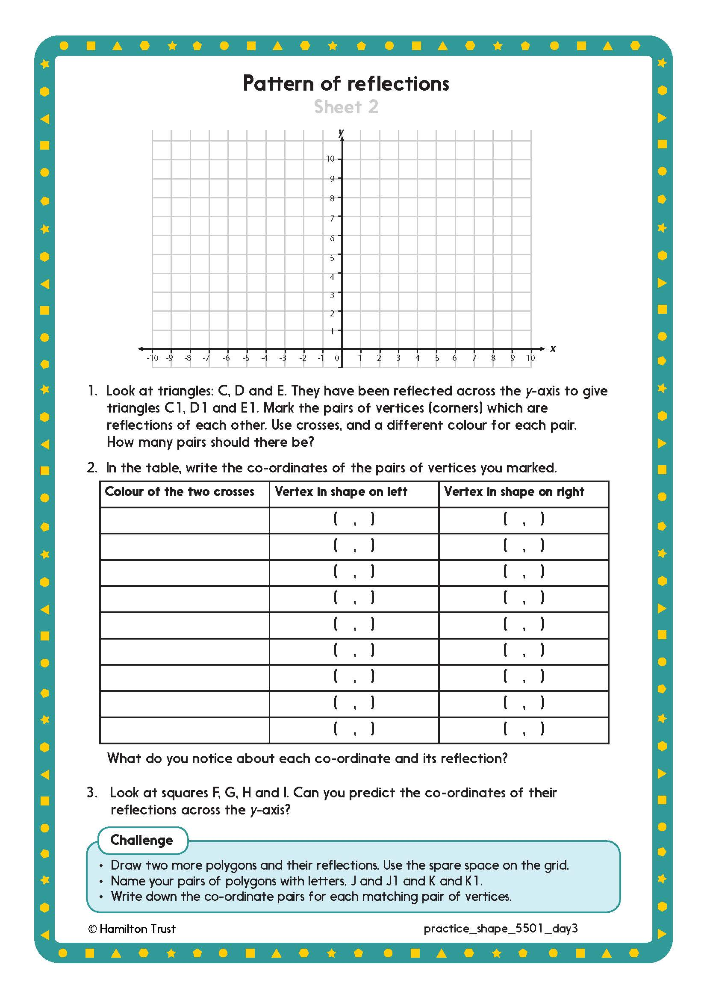 Pattern of reflections
Sheet 2
y
10
9
8
7
6
5
4
3
2
1
-10 -9 -8 -7 -6 -5 -4 -3 -2 -1 0 1 2 3 4 5 6 7 8 9 10 x
1. Look at triangles: C, D and E. They have been reflected across the y-axis to give
triangles C1, D1 and E1. Mark the pairs of vertices (corners) which are
reflections of each other. Use crosses, and a different colour for each pair.
How many pairs should there be?
2. In the table, write the co-ordinates of the pairs of vertices you marked.
Colour of the two crosses Vertex in shape on left Vertex in shape on right
( , ) ( , )
( , ) ( , )
( , ) ( , )
( , ) ( , )
( , ) ( , )
( , ) ( , )
( , ) ( , )
( , ) ( , )
( , ) ( , )
What do you notice about each co-ordinate and its reflection?
3. Look at squares F, G, H and I. Can you predict the co-ordinates of their
reflections across the y-axis?
Challenge
• Draw two more polygons and their reflections. Use the spare space on the grid.
• Name your pairs of polygons with letters, J and J1 and K and K1.
• Write down the co-ordinate pairs for each matching pair of vertices.
© Hamilton Trust practice_shape_5501_day3